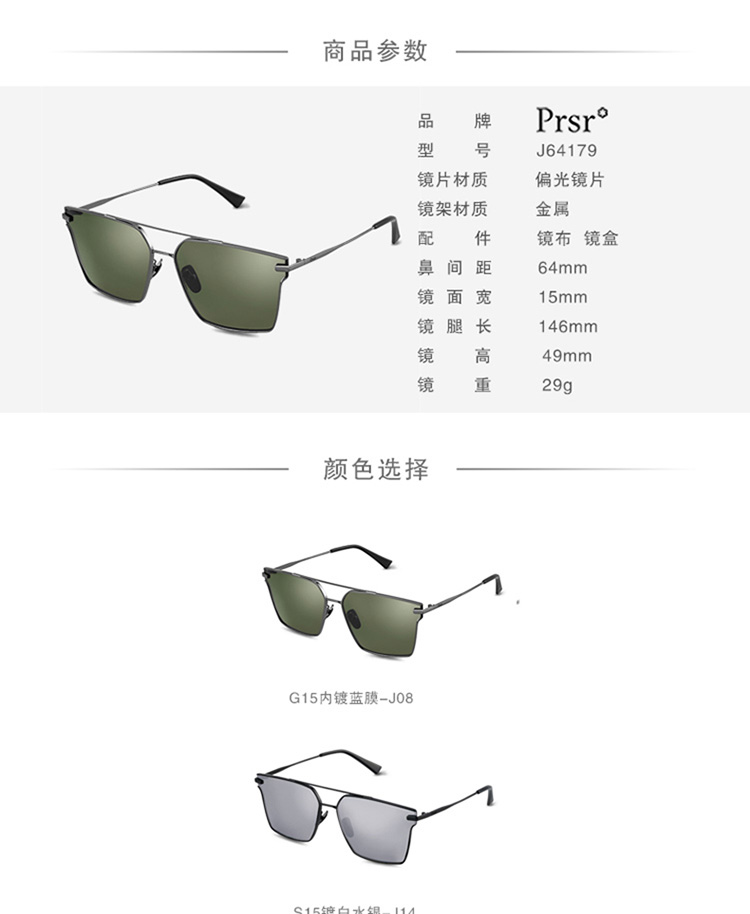 商品参数
品牌 Prsr
型号 J64179
镜片材质 偏光镜片
镜架材质 金属
配件 镜布 镜盒
鼻间距 64mm
镜面宽 15mm
镜腿长 146mm
镜高 49mm
镜重 29g
颜色选择
G15内镀蓝膜-J08
S15镀白水银-J14